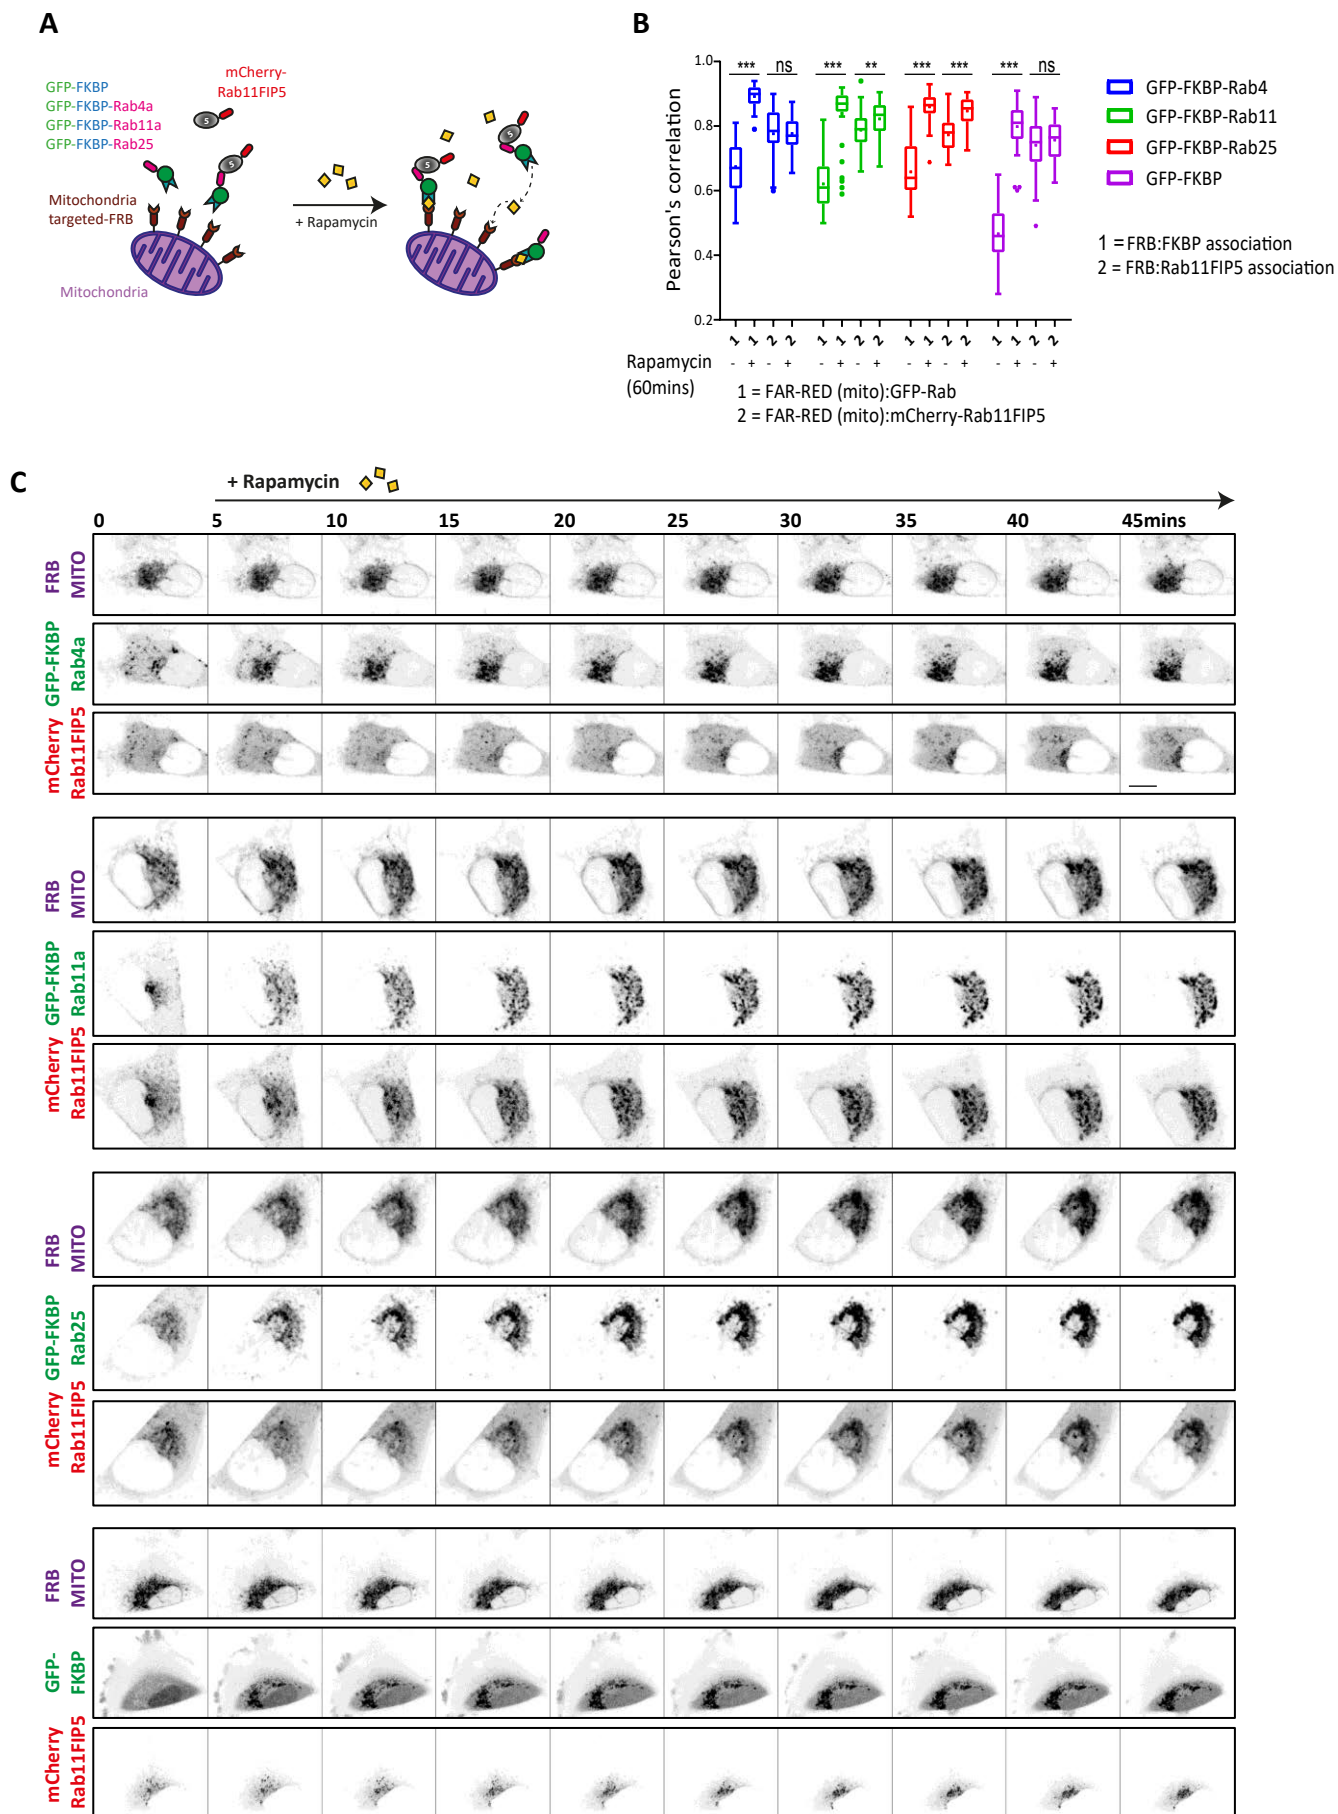 A
GFP-FKBP
GFP-FKBP-Rab4a
GFP-FKBP-Rab11a
GFP-FKBP-Rab25
mCherry-
Rab11FIP5
5
5
Mitochondria
targeted-FRB
Mitochondria
+ Rapamycin
5
5
B
Pearson's correlation
1.0
0.8
0.6
0.4
0.2
*** ns *** ** *** *** *** ns
1 1 2 2 1 1 2 2 1 1 2 2 1 1 2 2
Rapamycin - + - + - + - + - + - + - + - +
(60mins)
1 = FAR-RED (mito):GFP-Rab
2 = FAR-RED (mito):mCherry-Rab11FIP5
GFP-FKBP-Rab4
GFP-FKBP-Rab11
GFP-FKBP-Rab25
GFP-FKBP
1 = FRB:FKBP association
2 = FRB:Rab11FIP5 association
C
+ Rapamycin
0 5 10 15 20 25 30 35 40 45mins
FRB
MITO
GFP-FKBP
Rab4a
mCherry
Rab11FIP5
FRB
MITO
GFP-FKBP
Rab11a
mCherry
Rab11FIP5
FRB
MITO
GFP-FKBP
Rab25
mCherry
Rab11FIP5
FRB
MITO
GFP-
FKBP
mCherry
Rab11FIP5